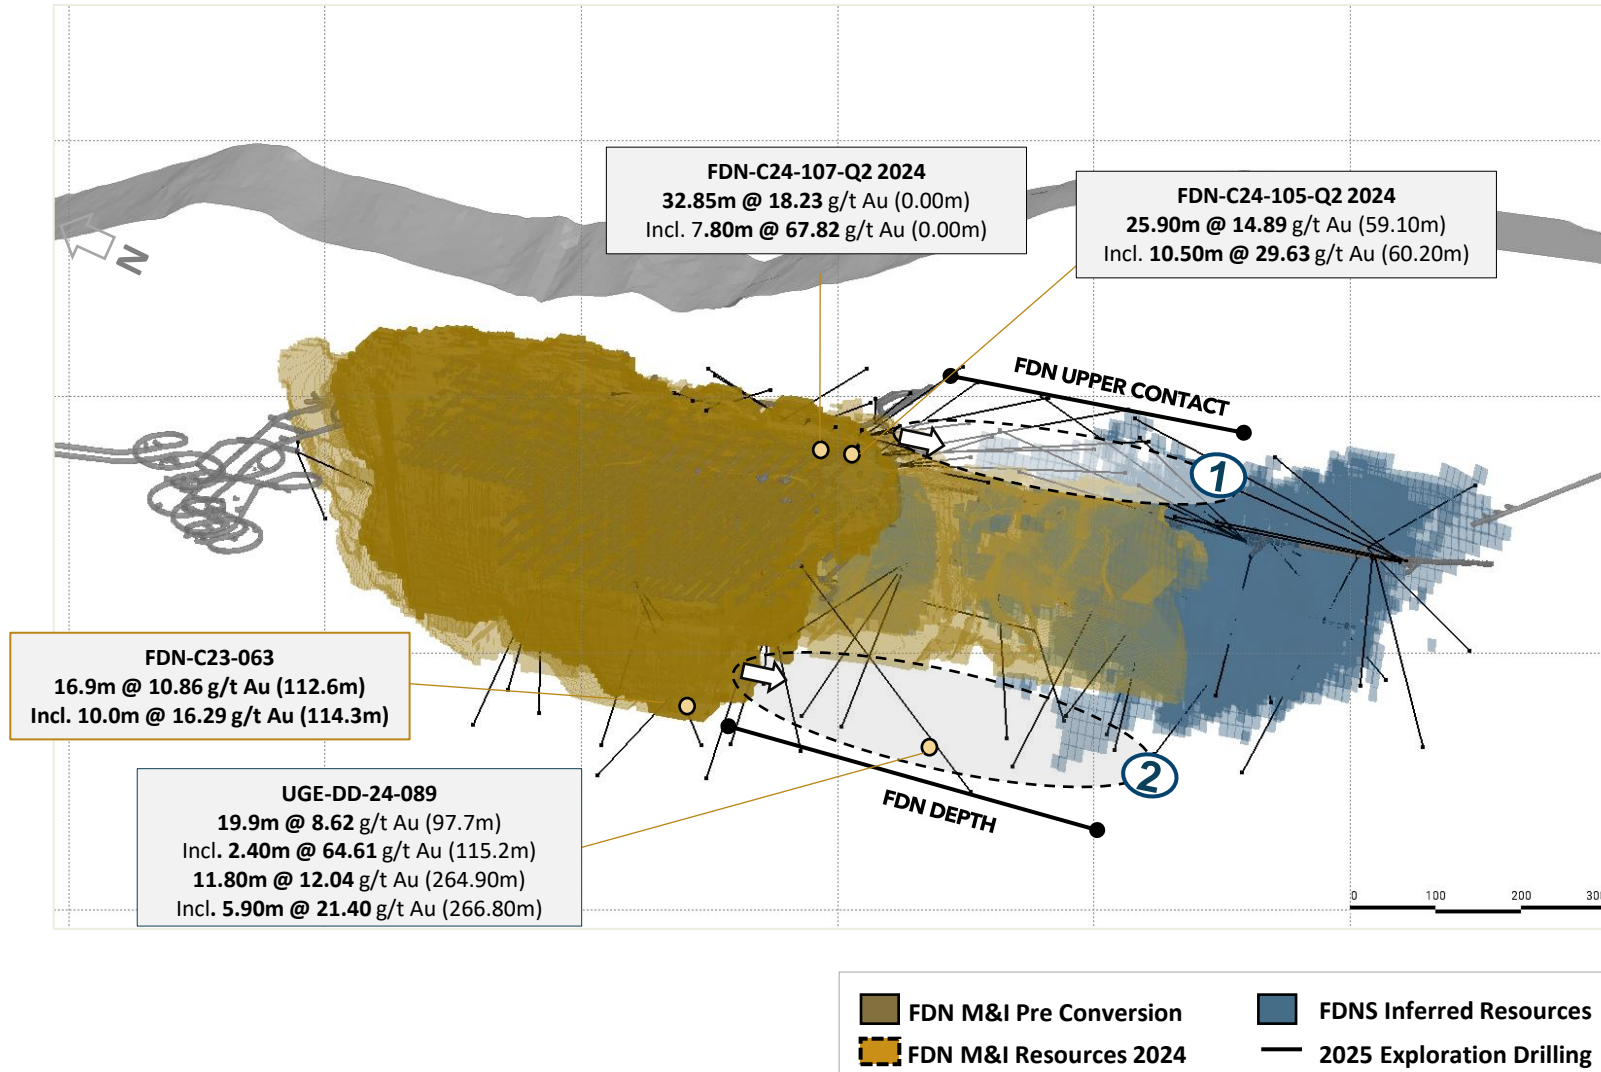 FDN-C24-107-Q2 2024
32.85m @ 18.23 g/t Au (0.00m)
Incl. 7.80m @ 67.82 g/t Au (0.00m)
FDN-C24-105-Q2 2024
25.90m @ 14.89 g/t Au (59.10m)
Incl. 10.50m @ 29.63 g/t Au (60.20m)
N
FDN UPPER CONTACT
1
FDN-C23-063
16.9m @ 10.86 g/t Au (112.6m)
Incl. 10.0m @ 16.29 g/t Au (114.3m)
2
FDN DEPTH
UGE-DD-24-089
19.9m @ 8.62 g/t Au (97.7m)
Incl. 2.40m @ 64.61 g/t Au (115.2m)
11.80m @ 12.04 g/t Au (264.90m)
Incl. 5.90m @ 21.40 g/t Au (266.80m)
0 100 200
FDN M&I Pre Conversion
FDNS Inferred Resources
FDN M&I Resources 2024
2025 Exploration Drilling